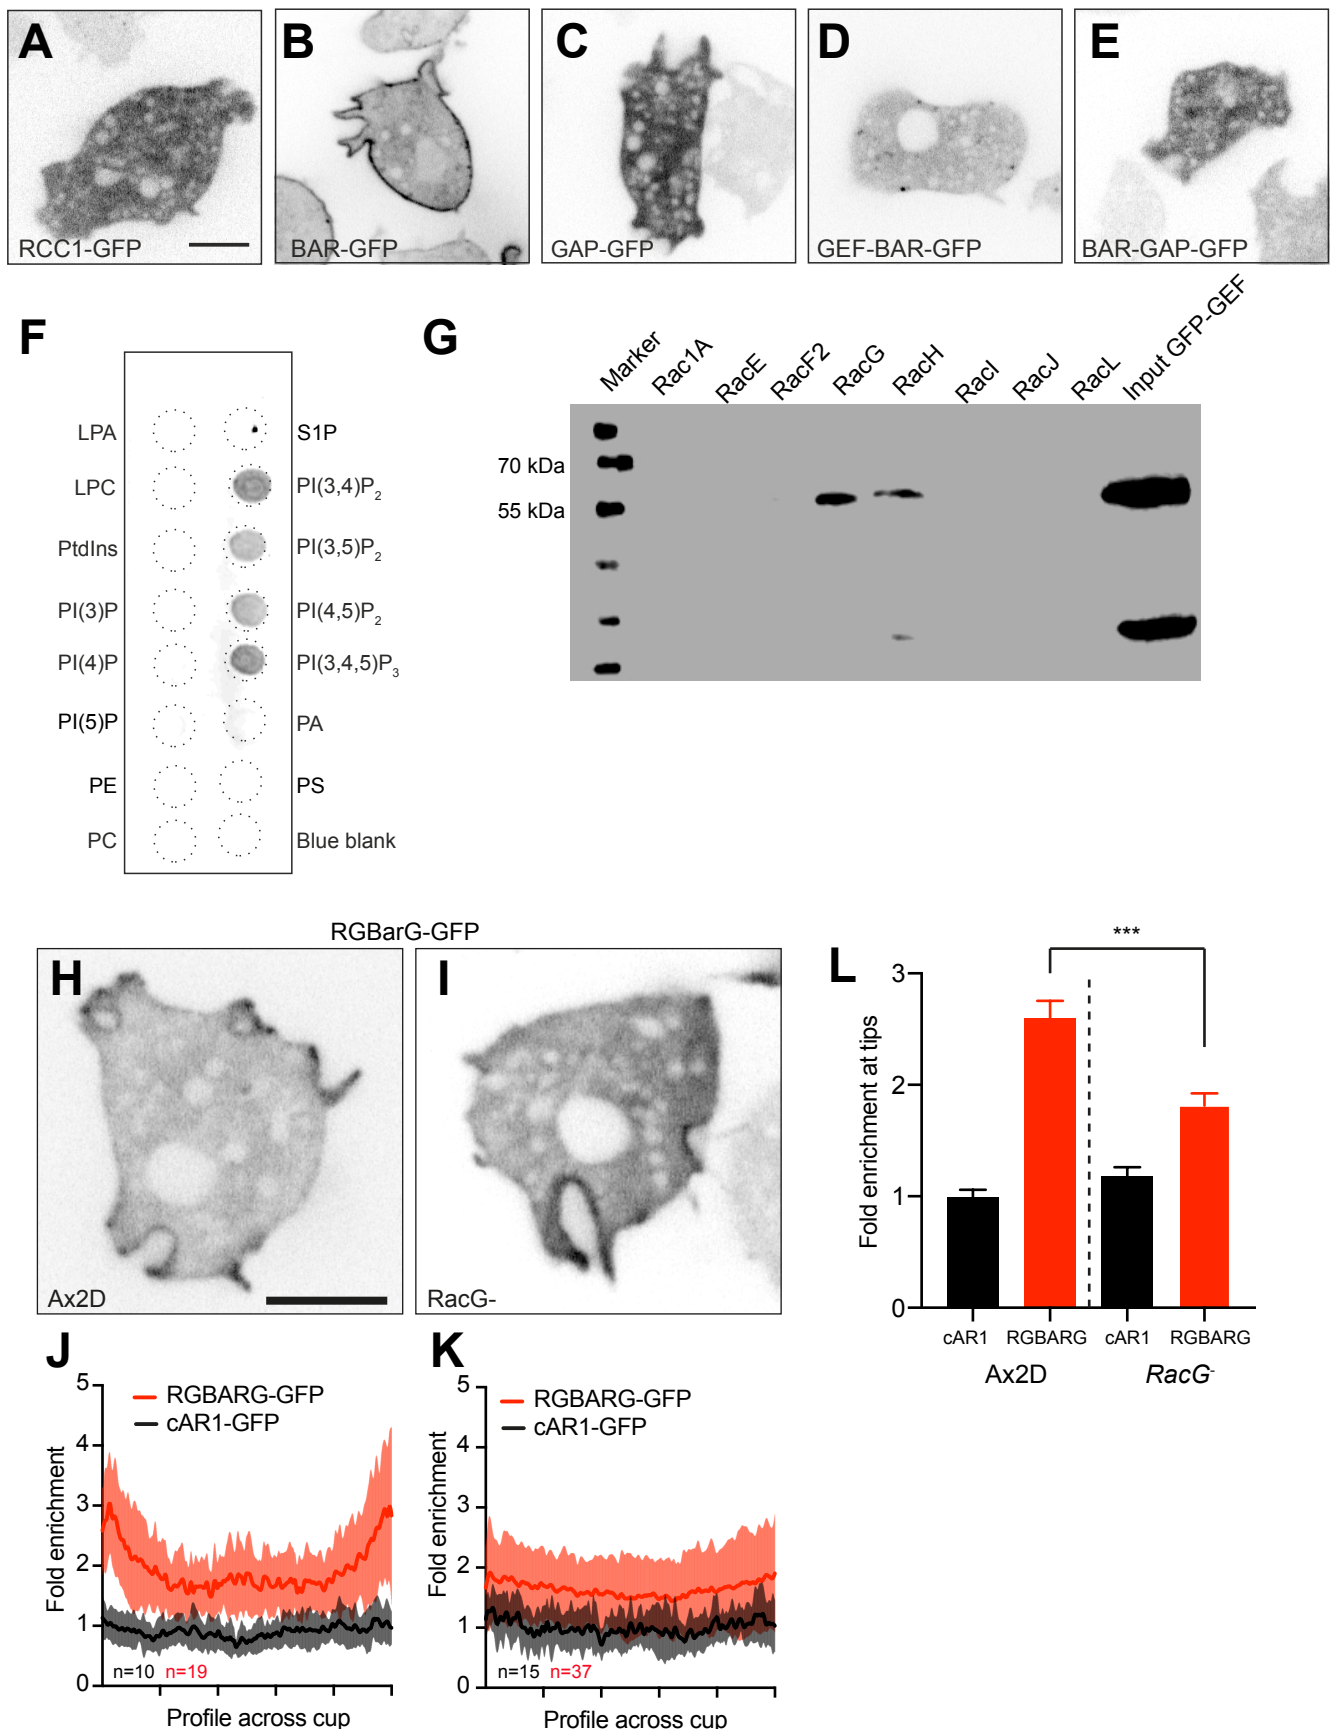 A
B
C
D
E
RCC1-GFP
BAR-GFP
GAP-GFP
GEF-BAR-GFP
BAR-GAP-GFP
F
LPA
S1P
LPC
PI(3,4)P2
PtdIns
PI(3,5)P2
PI(3)P
PI(4,5)P2
PI(4)P
PI(3,4,5)P3
PI(5)P
PA
PE
PS
PC
Blue blank
G
Marker
Rac1A
RacE
RacF2
RacG
RacH
RacI
RacJ
RacL
Input GFP-GEF
70 kDa
55 kDa
RGBarG-GFP
H
Ax2D
I
RacG-
J
5
4
3
2
1
0
Fold enrichment
RGBARG-GFP
cAR1-GFP
n=10 n=19
Profile across cup
K
5
4
3
2
1
0
Fold enrichment
RGBARG-GFP
cAR1-GFP
n=15 n=37
Profile across cup
L
***
3
2
1
0
Fold enrichment at tips
cAR1 RGBARG cAR1 RGBARG
Ax2D RacG-